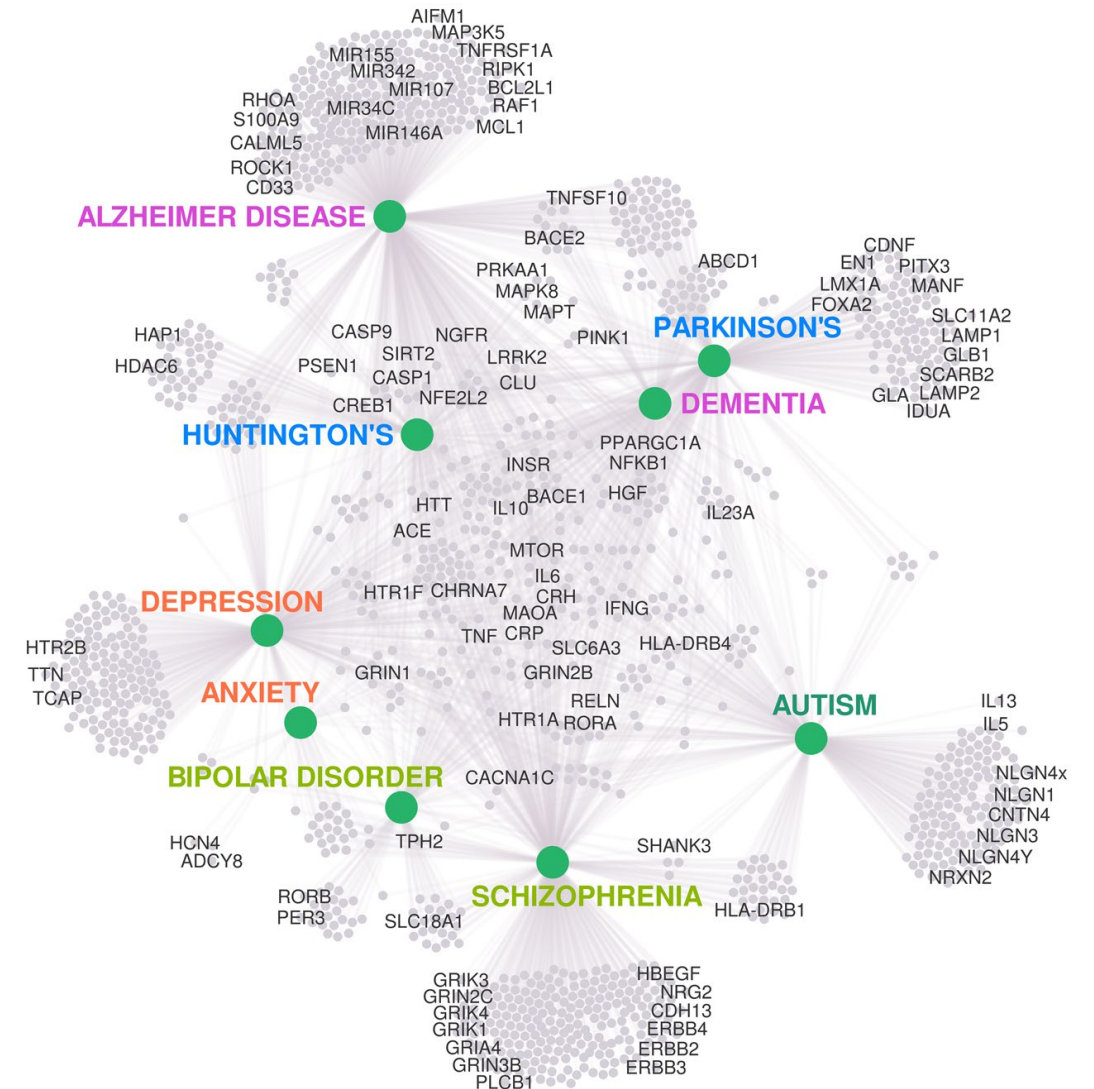 AIFM1
MAP3K5
TNFRSF1A
MIR155
MIR342
RIPK1
MIR107
BCL2L1
RHOA
MIR34C
RAF1
S100A9
MIR146A
MCL1
CALML5
ROCK1
CD33
ALZHEIMER DISEASE
TNFSF10
BACE2
ABCD1
CDNF
EN1
PITX3
LMX1A
MANF
FOXA2
SLC11A2
LAMP1
GLB1
SCARB2
GLA
LAMP2
IDUA
PRKAA1
MAPK8
MAPT
PINK1
PARKINSON'S
DEMENTIA
HAP1
HDAC6
CASP9
NGFR
SIRT2
LRRK2
PSEN1
CASP1
CLU
NFE2L2
CREB1
HUNTINGTON'S
PPARGC1A
NFKB1
INSR
HGF
BACE1
IL10
HTT
IL23A
ACE
MTOR
IL6
HTR1F
CHRNA7
CRH
IFNG
MAOA
DEPRESSION
TNF
CRP
SLC6A3
HLA-DRB4
HTR2B
TTN
TCAP
GRIN1
GRIN2B
ANXIETY
RELN
HTR1A
RORA
AUTISM
IL13
IL5
BIPOLAR DISORDER
CACNA1C
NLGN4x
NLGN1
CNTN4
NLGN3
NLGN4Y
NRXN2
HCN4
ADCY8
TPH2
SHANK3
SCHIZOPHRENIA
RORB
PER3
SLC18A1
HLA-DRB1
GRIK3
GRIN2C
GRIK4
GRIK1
GRIA4
GRIN3B
PLCB1
HBEGF
NRG2
CDH13
ERBB4
ERBB2
ERBB3